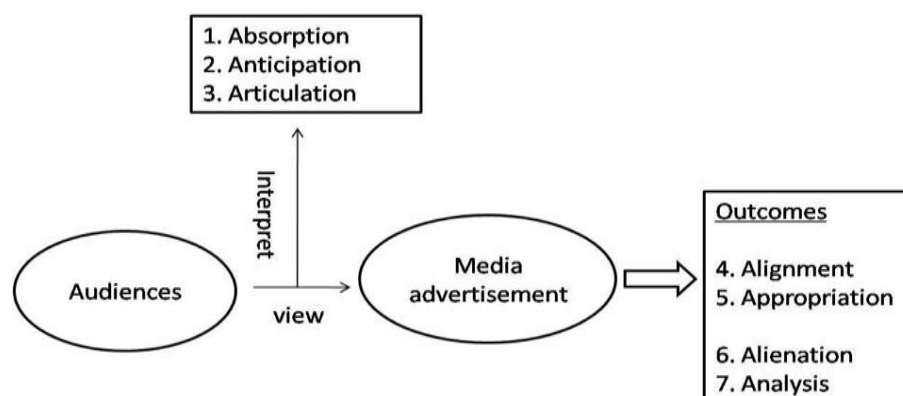 1. Absorption
2. Anticipation
3. Articulation
Interpret
Audiences
view
Media
advertisement
Outcomes
4. Alignment
5. Appropriation
6. Alienation
7. Analysis